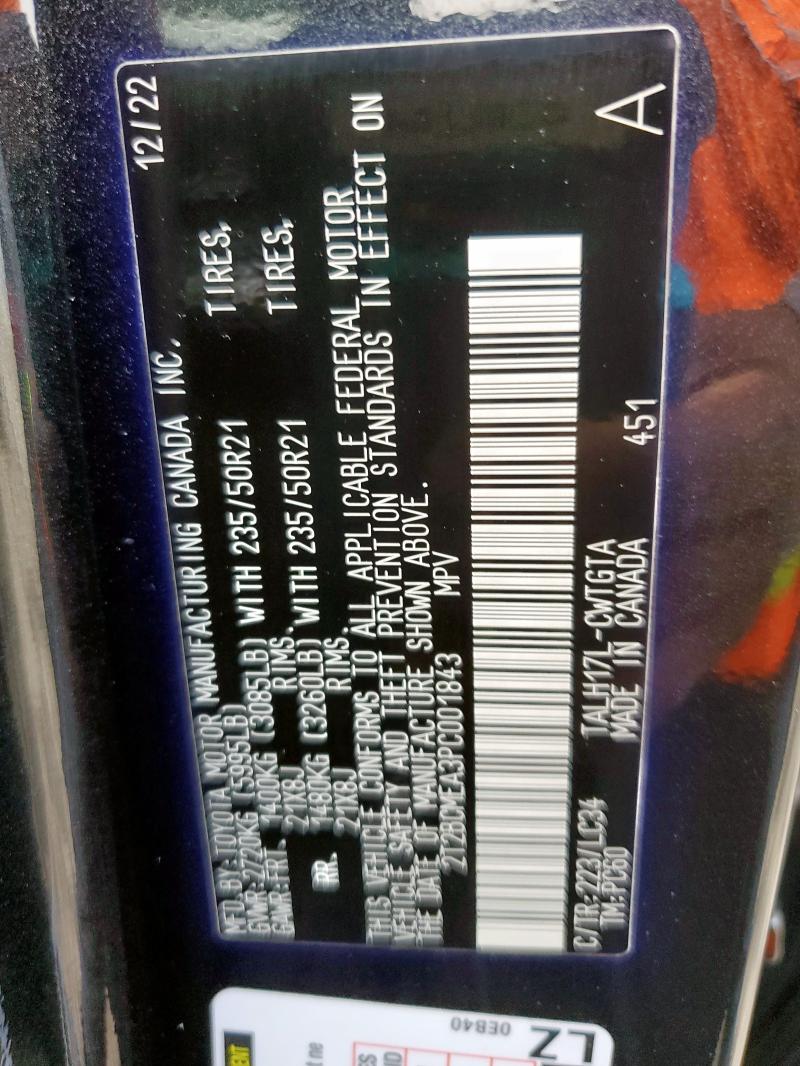 MFD.BY:TOYOTA MOTOR MANUFACTURING CANADA INC. 12/22
GVWR:2720KG (5995LB)
GAWR:FRT. 1400KG (3085LB) WITH 235/50R21 TIRES,
21X8J RIMS.
RR. 1480KG (3260LB) WITH 235/50R21 TIRES,
21X8J RIMS.
THIS VEHICLE CONFORMS TO ALL APPLICABLE FEDERAL MOTOR
VEHICLE SAFETY AND THEFT PREVENTION STANDARDS IN EFFECT ON
THE DATE OF MANUFACTURE SHOWN ABOVE.
2T2BCMEA3PC001843 MPV
C/TR:223/LC34 TALH17L-CWTGTA 451 A
TM:PC60 MADE IN CANADA
0EB40
LZ